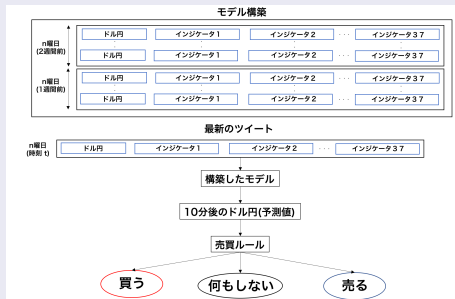 モデル構築
n曜日
(2週間前)
ドル円 インジケータ1 インジケータ2 ･･･ インジケータ37
ドル円 インジケータ1 インジケータ2 ･･･ インジケータ37
n曜日
(1週間前)
ドル円 インジケータ1 インジケータ2 ･･･ インジケータ37
ドル円 インジケータ1 インジケータ2 ･･･ インジケータ37
最新のツイート
n曜日
(時刻 t)
ドル円 インジケータ1 インジケータ2 ･･･ インジケータ37
構築したモデル
10分後のドル円(予測値)
売買ルール
買う 何もしない 売る